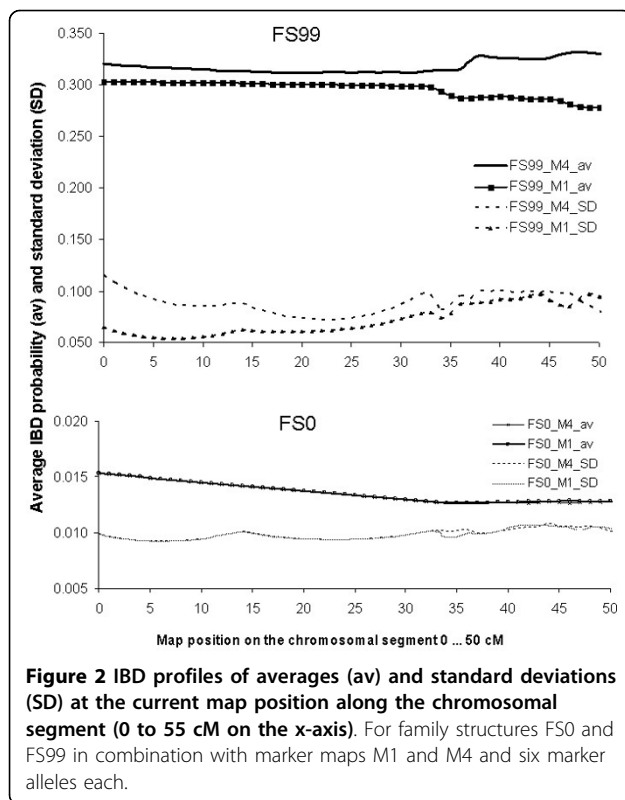 FS99
Average IBD probability (av) and standard deviation (SD)
0.350
0.300
0.250
0.200
0.150
0.100
0.050
FS99_M4_av
FS99_M1_av
FS99_M4_SD
FS99_M1_SD
0 5 10 15 20 25 30 35 40 45 50
FS0
0.020
0.015
0.010
0.005
FS0_M4_av
FS0_M1_av
FS0_M4_SD
FS0_M1_SD
0 5 10 15 20 25 30 35 40 45 50
Map position on the chromosomal segment 0 ... 50 cM
Figure 2 IBD profiles of averages (av) and standard deviations
(SD) at the current map position along the chromosomal
segment (0 to 55 cM on the x-axis). For family structures FS0 and
FS99 in combination with marker maps M1 and M4 and six marker
alleles each.